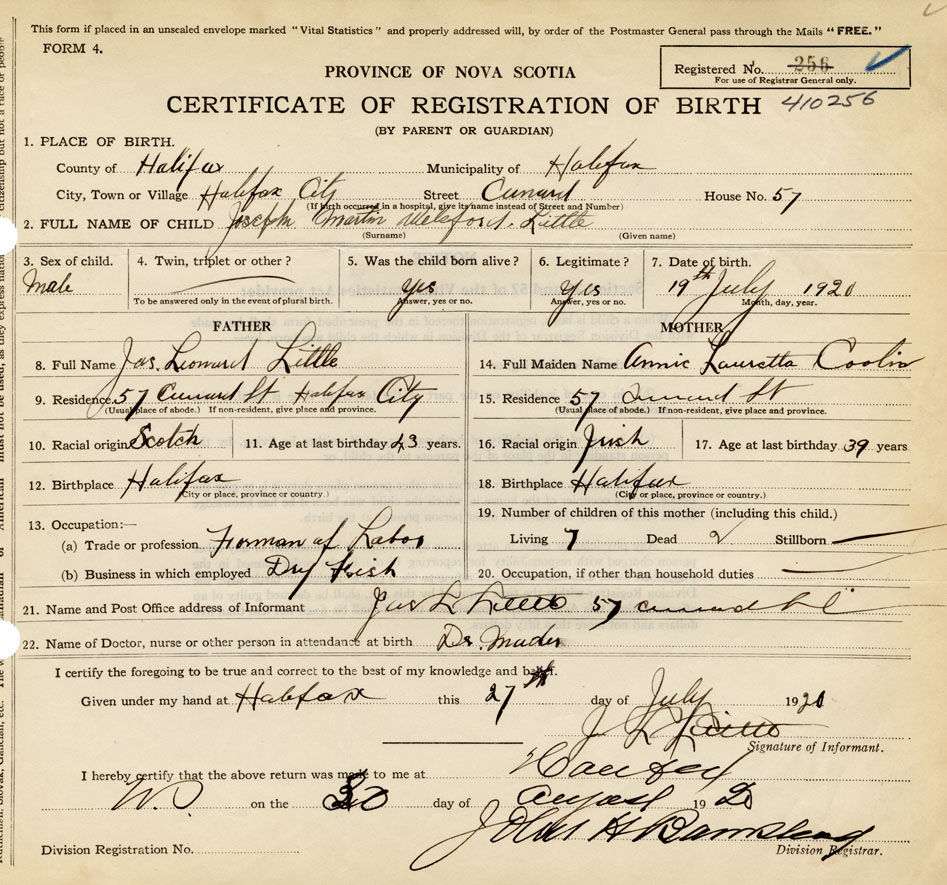 This form if placed in an unsealed envelope marked "Vital Statistics" and properly addressed will, by order of the Postmaster General pass through the Mails "FREE."
FORM 4.
Registered No. 256
For use of Registrar General only.
PROVINCE OF NOVA SCOTIA
CERTIFICATE OF REGISTRATION OF BIRTH 410256
(BY PARENT OR GUARDIAN)
1. PLACE OF BIRTH.
County of Halifax Municipality of Halifax
City, Town or Village Halifax City Street Cunard House No. 57
(If birth occurred in a hospital, give its name instead of Street and Number)
2. FULL NAME OF CHILD Joseph Martin Little
(Surname) (Given name)
3. Sex of child. 4. Twin, triplet or other? 5. Was the child born alive? 6. Legitimate? 7. Date of birth.
Male yes yes 19th July 1920
To be answered only in the event of plural birth. Answer, yes or no. Answer, yes or no. Month, day, year.
FATHER
8. Full Name Jas. Leonard Little
9. Residence 57 Cunard St Halifax City
(Usual place of abode.) If non-resident, give place and province.
10. Racial origin Scotch 11. Age at last birthday 43 years.
12. Birthplace Halifax
(City or place, province or country.)
13. Occupation:—
(a) Trade or profession Forman of Labor
(b) Business in which employed Dry Fish
MOTHER
14. Full Maiden Name Annie Lauretta
15. Residence 57 Cunard St
(Usual place of abode.) If non-resident, give place and province.
16. Racial origin Irish 17. Age at last birthday 39 years
18. Birthplace Halifax
(City or place, province or country.)
19. Number of children of this mother (including this child.)
Living 7 Dead 2 Stillborn
20. Occupation, if other than household duties
21. Name and Post Office address of Informant Jas L Little 57 Cunard St
22. Name of Doctor, nurse or other person in attendance at birth Dr. Mader
I certify the foregoing to be true and correct to the best of my knowledge and belief.
Given under my hand at Halifax this 27th day of July 1920
J L Little
Signature of Informant.
I hereby certify that the above return was made to me at Halifax
on the 30 day of August 1920
John H Barnstead
Division Registration No. Division Registrar.